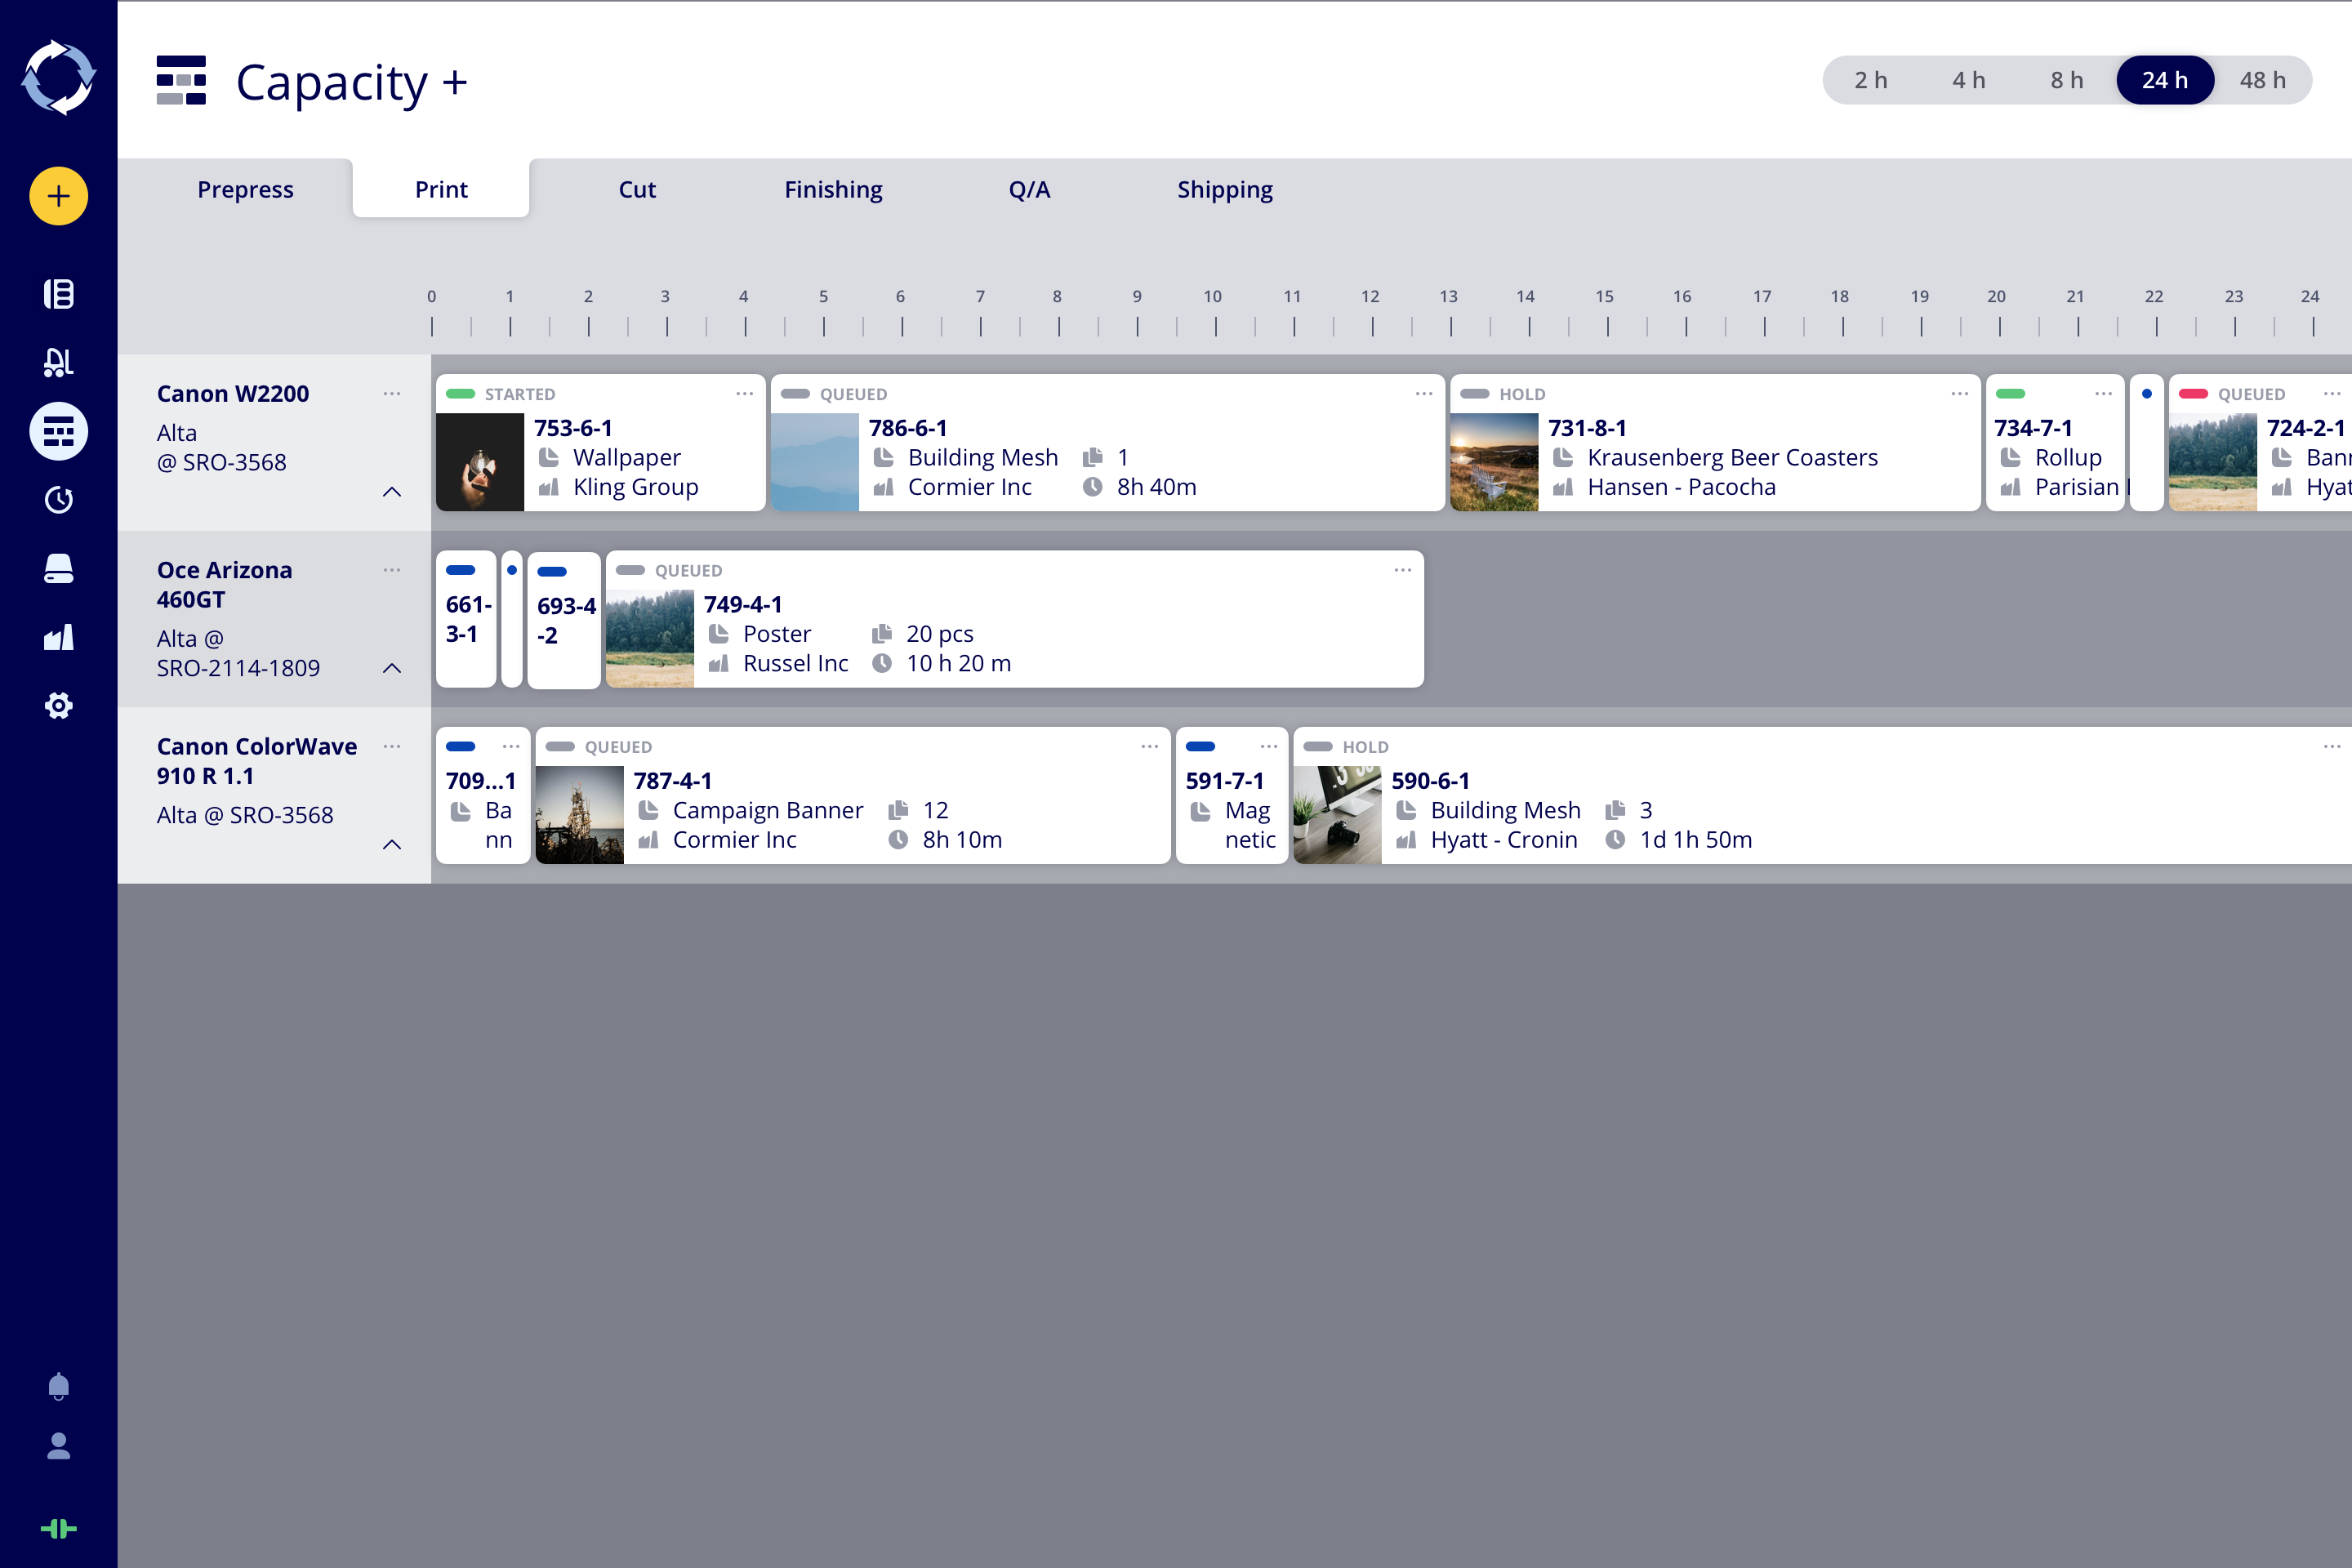 Capacity +
2 h 4 h 8 h 24 h 48 h
Prepress Print Cut Finishing Q/A Shipping
0 1 2 3 4 5 6 7 8 9 10 11 12 13 14 15 16 17 18 19 20 21 22 23 24
Canon W2200
Alta
@ SRO-3568
STARTED
753-6-1
Wallpaper
Kling Group
QUEUED
786-6-1
Building Mesh 1
Cormier Inc 8h 40m
HOLD
731-8-1
Krausenberg Beer Coasters
Hansen - Pacocha
734-7-1
Rollup
Parisian
QUEUED
724-2-1
Bann
Hyat
Oce Arizona
460GT
Alta @
SRO-2114-1809
661-
3-1
693-4
-2
QUEUED
749-4-1
Poster 20 pcs
Russel Inc 10 h 20 m
Canon ColorWave
910 R 1.1
Alta @ SRO-3568
709...1
Ba
nn
QUEUED
787-4-1
Campaign Banner 12
Cormier Inc 8h 10m
591-7-1
Mag
netic
HOLD
590-6-1
Building Mesh 3
Hyatt - Cronin 1d 1h 50m